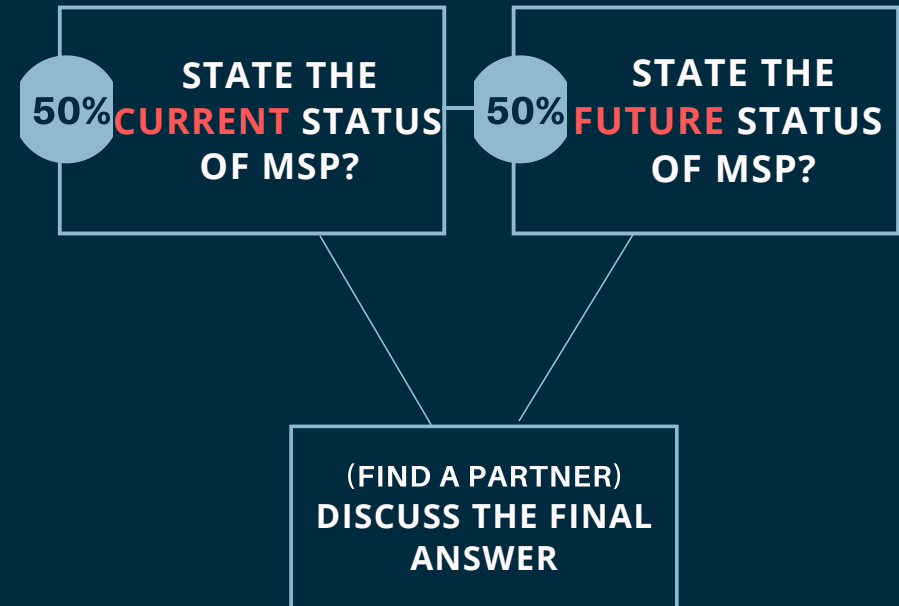 50%
STATE THE
CURRENT STATUS
OF MSP?
50%
STATE THE
FUTURE STATUS
OF MSP?
(FIND A PARTNER)
DISCUSS THE FINAL
ANSWER